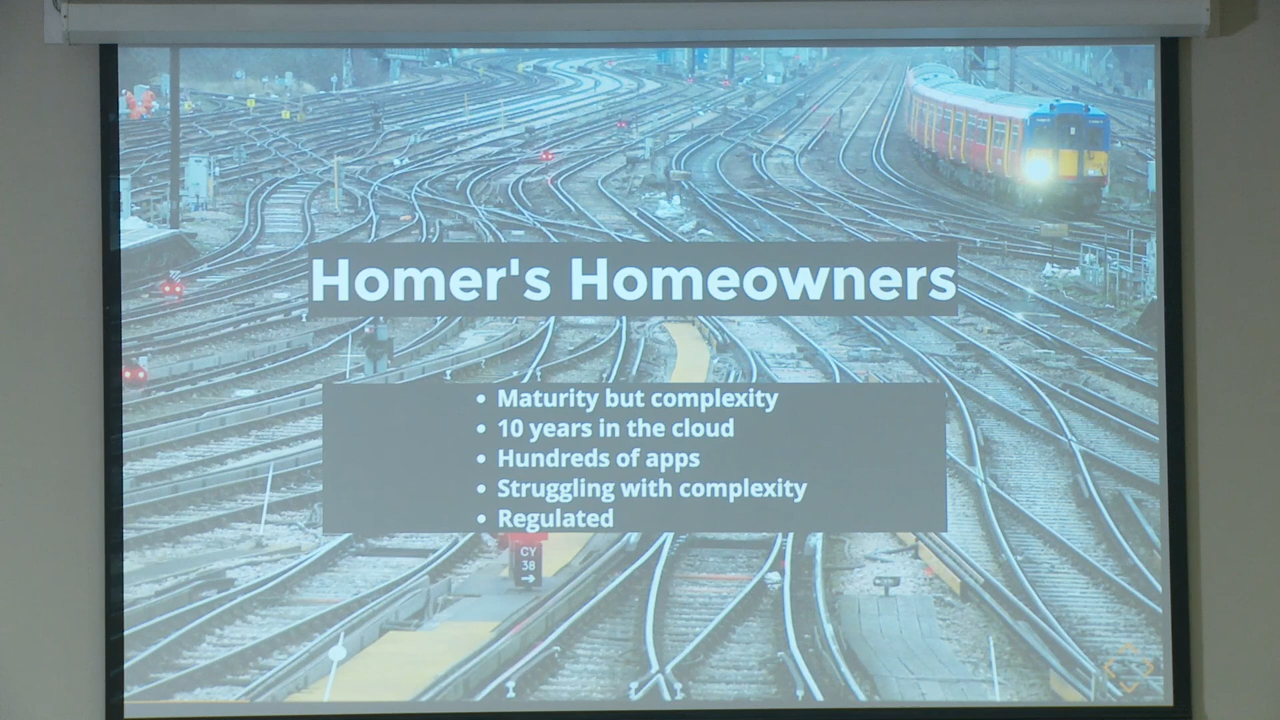 Homer's Homeowners
• Maturity but complexity
• 10 years in the cloud
• Hundreds of apps
• Struggling with complexity
• Regulated
CY
38
→